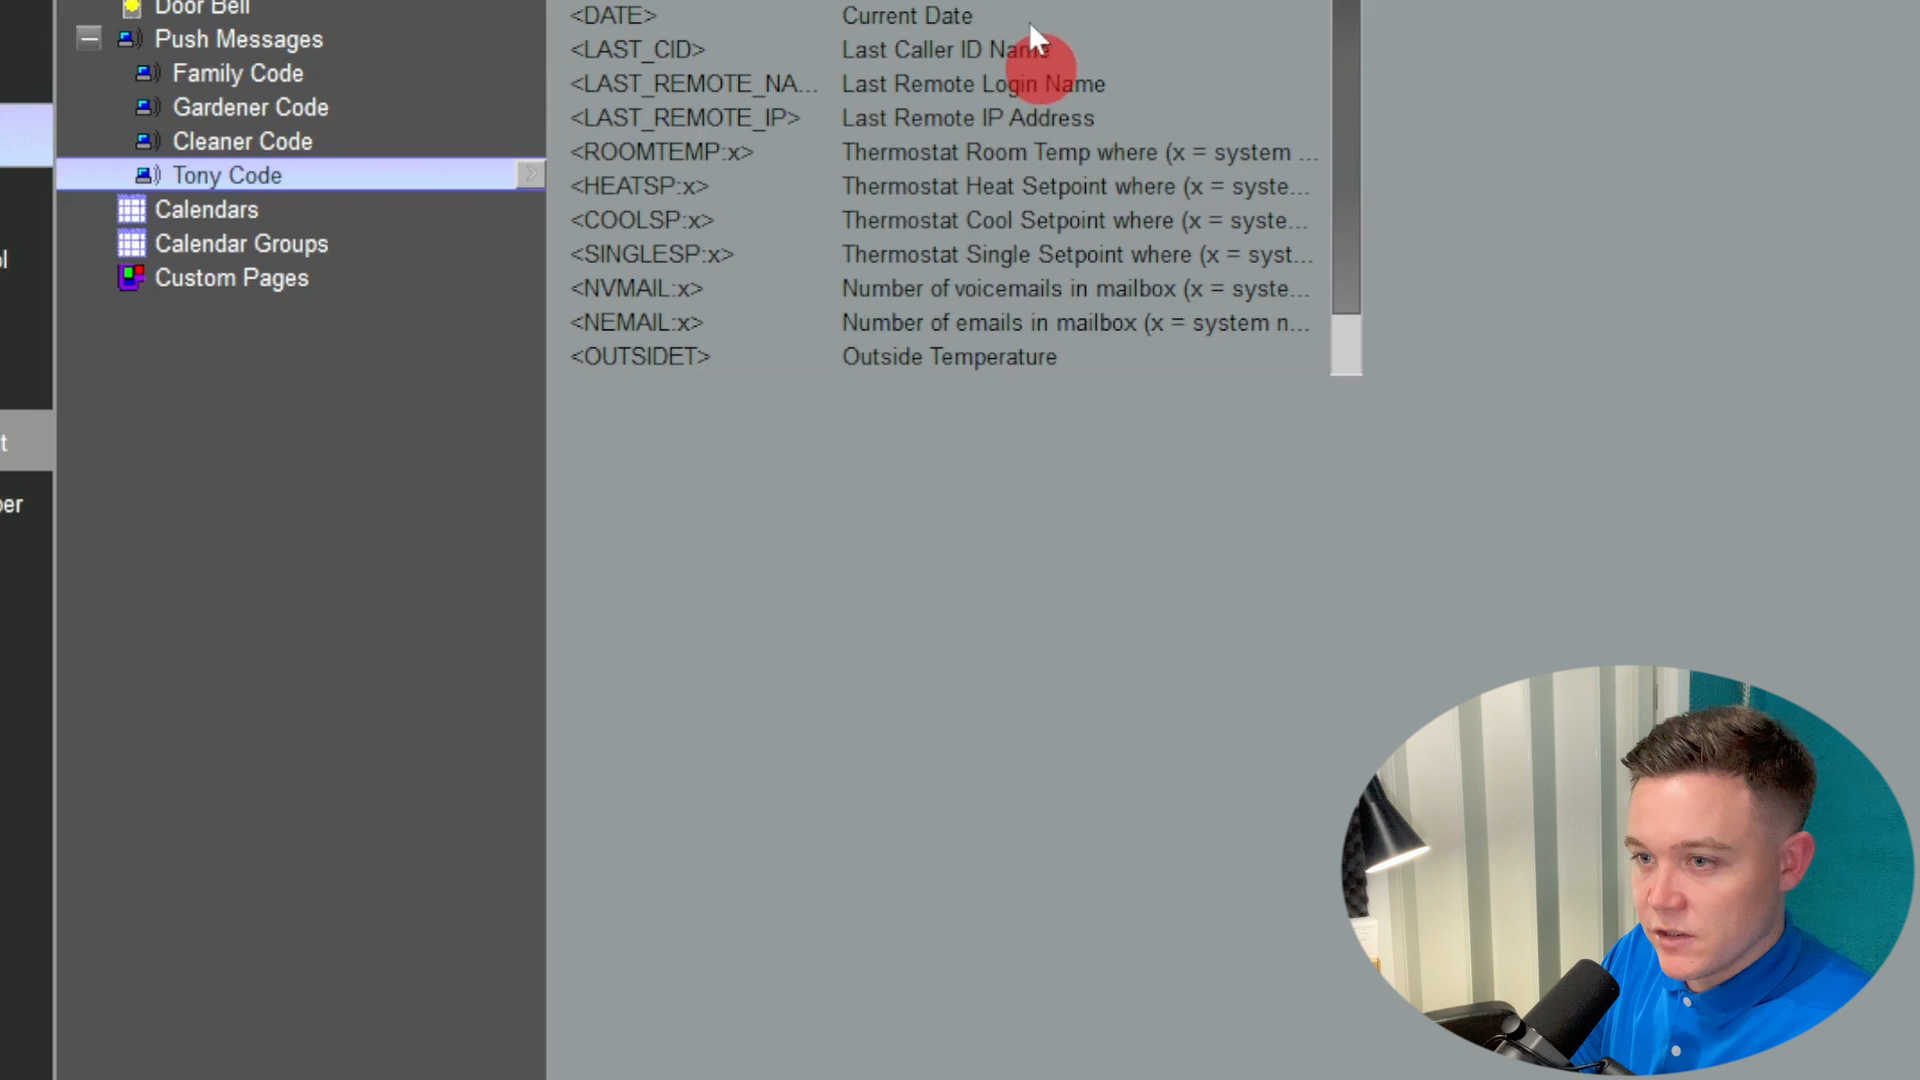 Door Bell
Push Messages
Family Code
Gardener Code
Cleaner Code
Tony Code
Calendars
Calendar Groups
Custom Pages
l
t
er
<DATE> Current Date
<LAST_CID> Last Caller ID Name
<LAST_REMOTE_NA... Last Remote Login Name
<LAST_REMOTE_IP> Last Remote IP Address
<ROOMTEMP:x> Thermostat Room Temp where (x = system ...
<HEATSP:x> Thermostat Heat Setpoint where (x = syste...
<COOLSP:x> Thermostat Cool Setpoint where (x = syste...
<SINGLESP:x> Thermostat Single Setpoint where (x = syst...
<NVMAIL:x> Number of voicemails in mailbox (x = syste...
<NEMAIL:x> Number of emails in mailbox (x = system n...
<OUTSIDET> Outside Temperature